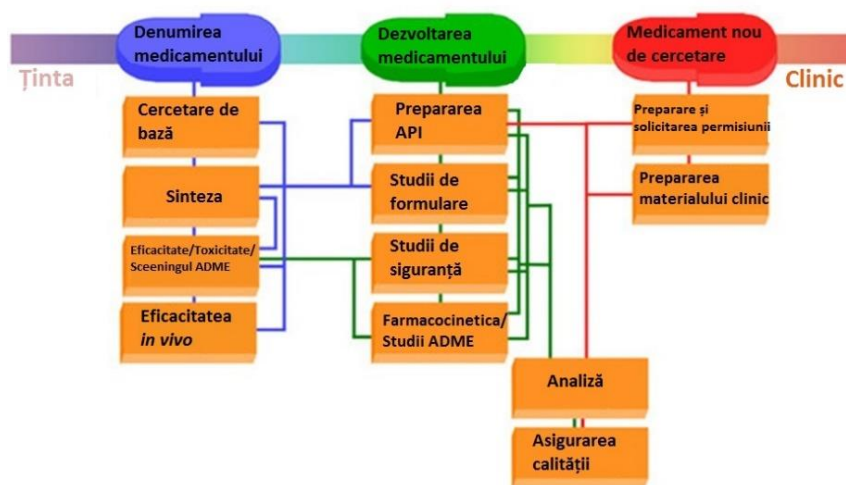 Denumirea
medicamentului
Dezvoltarea
medicamentului
Medicament nou
de cercetare
Ținta
Clinic
Cercetare de
bază
Sinteza
Eficacitate/Toxicitate/
Sceeningul ADME
Eficacitatea
in vivo
Prepararea
API
Studii de
formulare
Studii de
siguranță
Farmacocinetica/
Studii ADME
Preparare și
solicitarea permisiunii
Prepararea
materialului clinic
Analiză
Asigurarea
calității